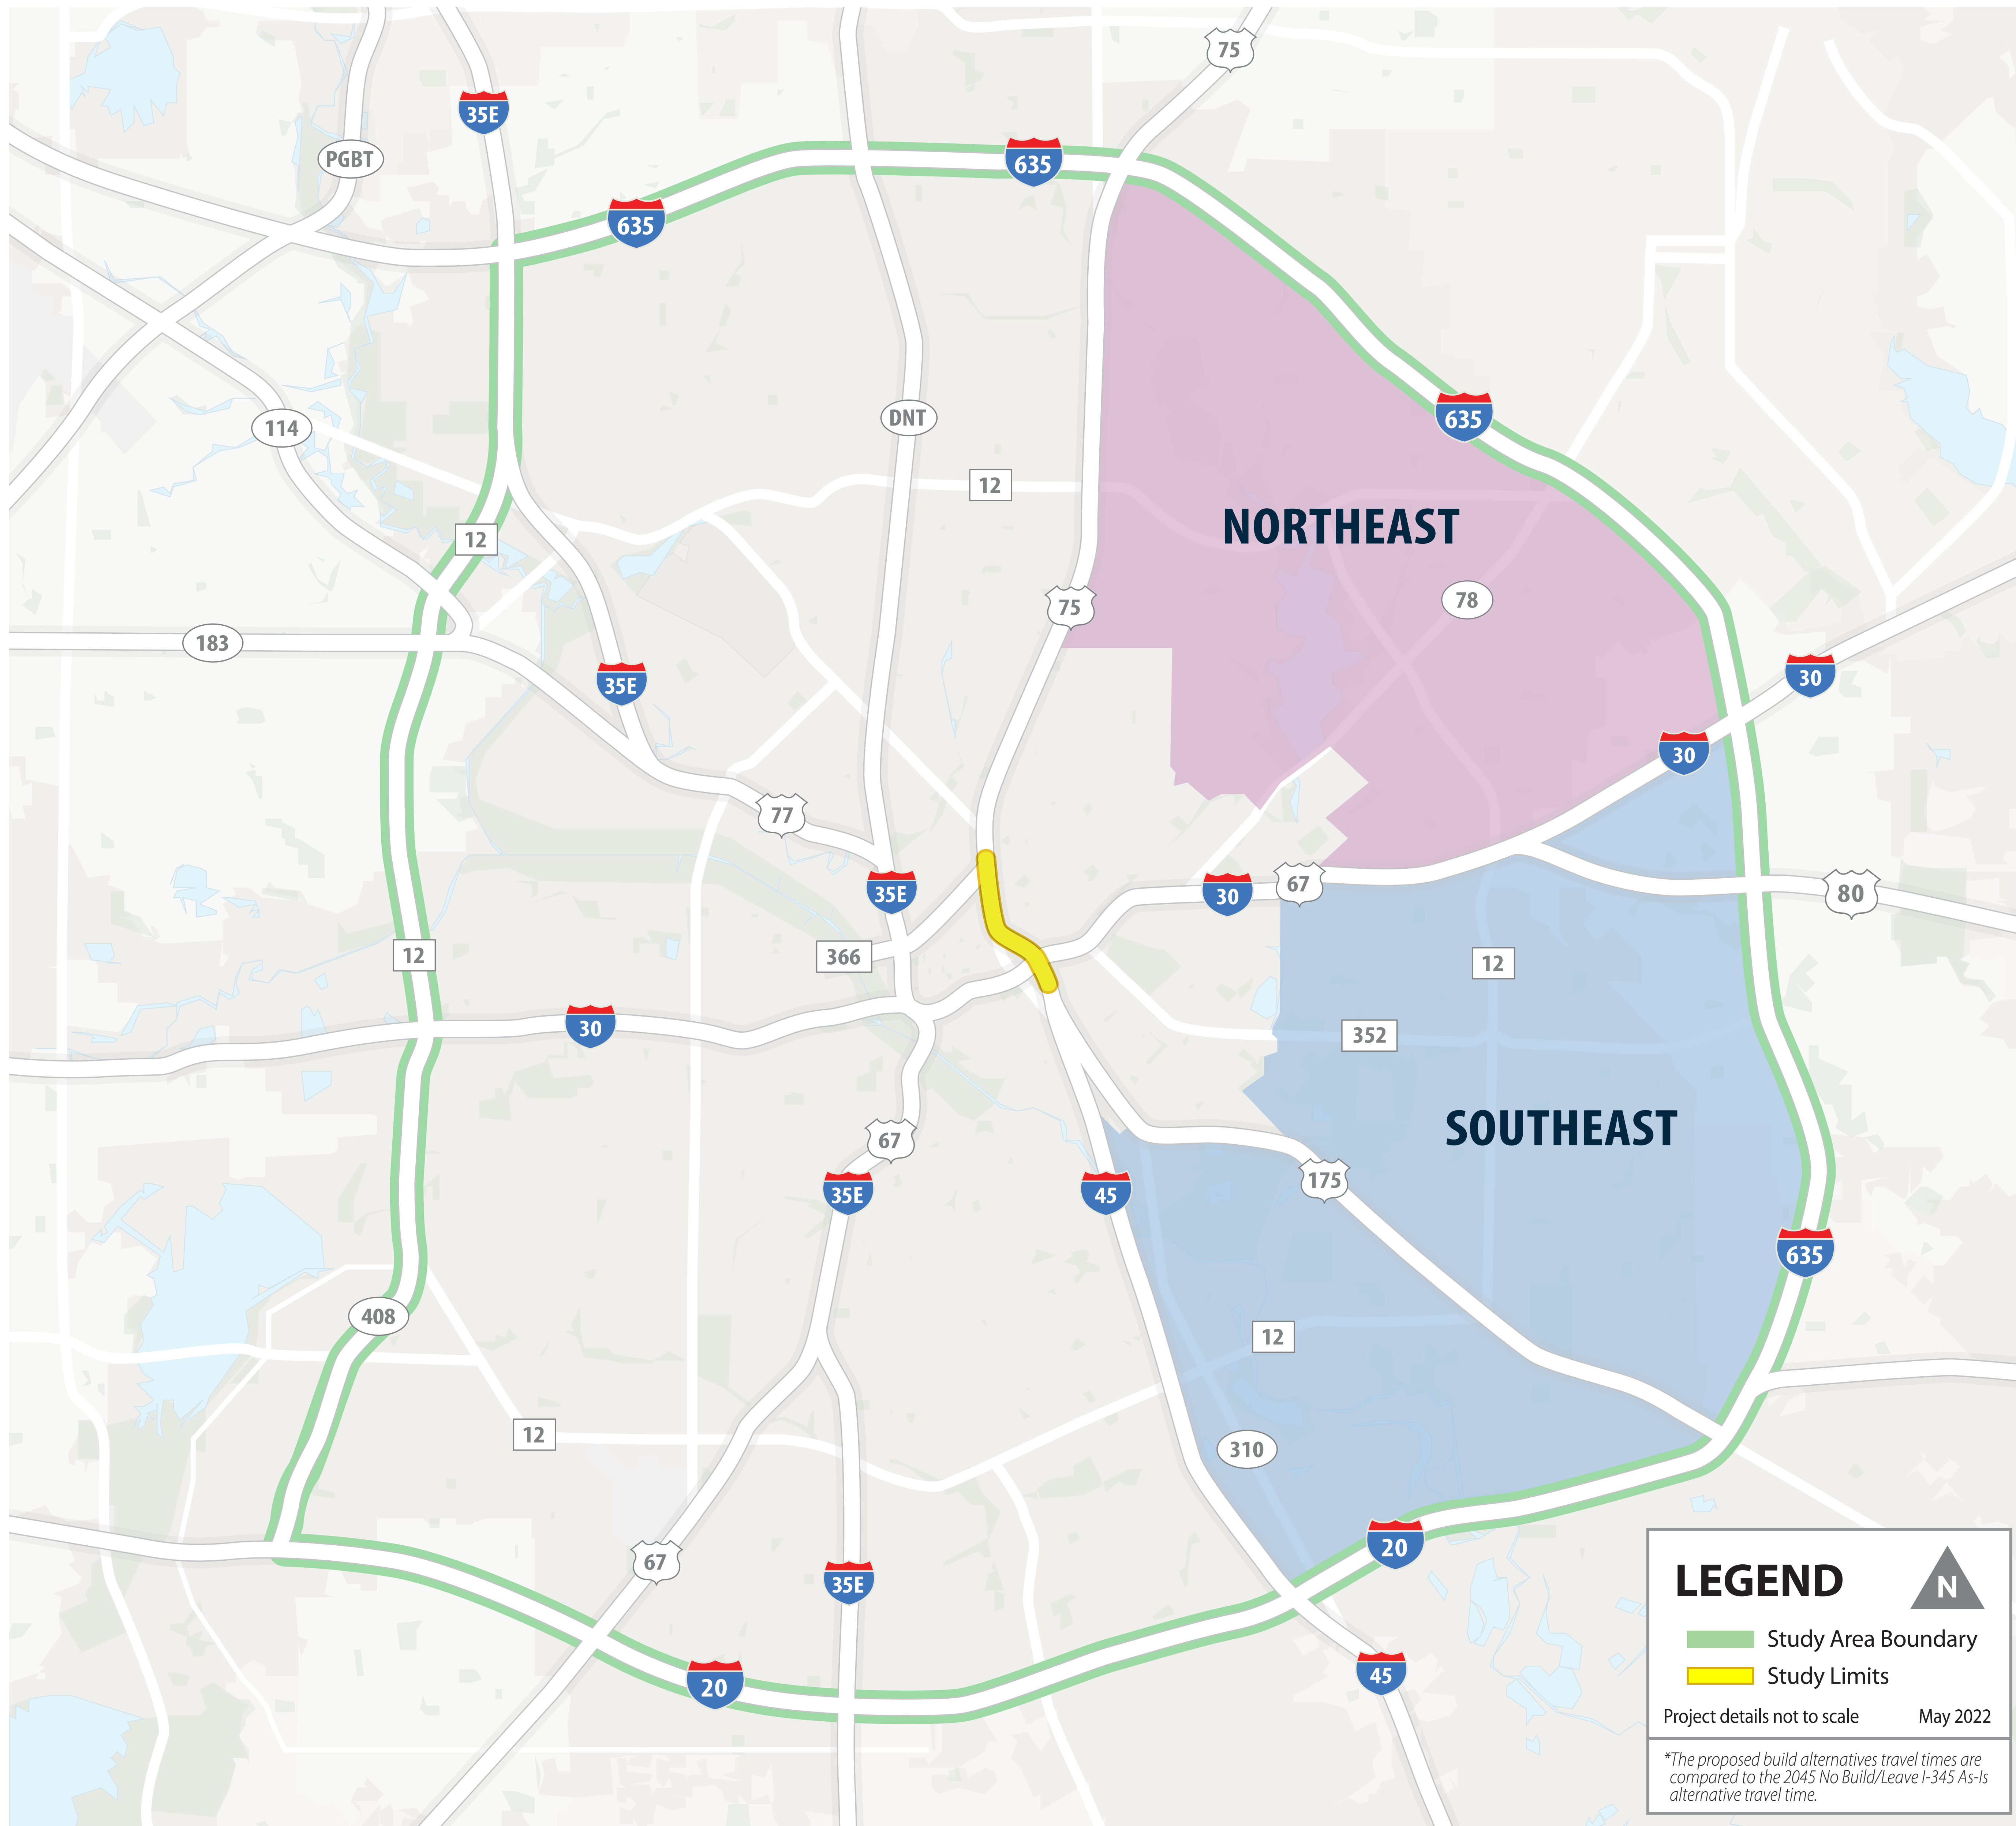 75
35E
635
PGBT
635
635
114
DNT
12
NORTHEAST
12
78
75
183
35E
30
30
77
35E
30
67
80
366
12
12
30
352
SOUTHEAST
67
175
35E
45
635
408
12
12
310
20
67
35E
45
20
LEGEND
N
Study Area Boundary
Study Limits
Project details not to scale May 2022
*The proposed build alternatives travel times are
compared to the 2045 No Build/Leave I-345 As-Is
alternative travel time.